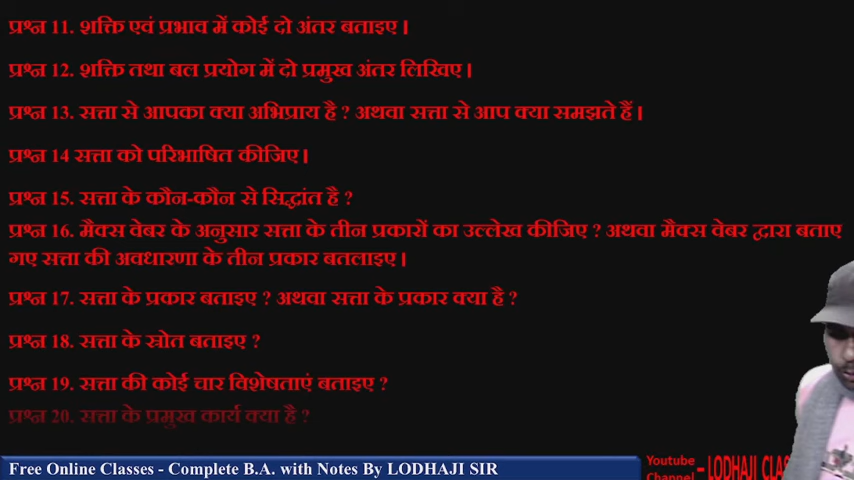 प्रश्न 11. शक्ति एवं प्रभाव में कोई दो अंतर बताइए।
प्रश्न 12. शक्ति तथा बल प्रयोग में दो प्रमुख अंतर लिखिए।
प्रश्न 13. सत्ता से आपका क्या अभिप्राय है ? अथवा सत्ता से आप क्या समझते हैं।
प्रश्न 14 सत्ता को परिभाषित कीजिए।
प्रश्न 15. सत्ता के कौन-कौन से सिद्धांत है ?
प्रश्न 16. मैक्स वेबर के अनुसार सत्ता के तीन प्रकारों का उल्लेख कीजिए ? अथवा मैक्स वेबर द्वारा बताए
गए सत्ता की अवधारणा के तीन प्रकार बतलाइए।
प्रश्न 17. सत्ता के प्रकार बताइए ? अथवा सत्ता के प्रकार क्या है ?
प्रश्न 18. सत्ता के स्रोत बताइए ?
प्रश्न 19. सत्ता की कोई चार विशेषताएं बताइए ?
प्रश्न 20. सत्ता के प्रमुख कार्य क्या है ?
Free Online Classes - Complete B.A. with Notes By LODHAJI SIR
Youtube
Channel – LODHAJI